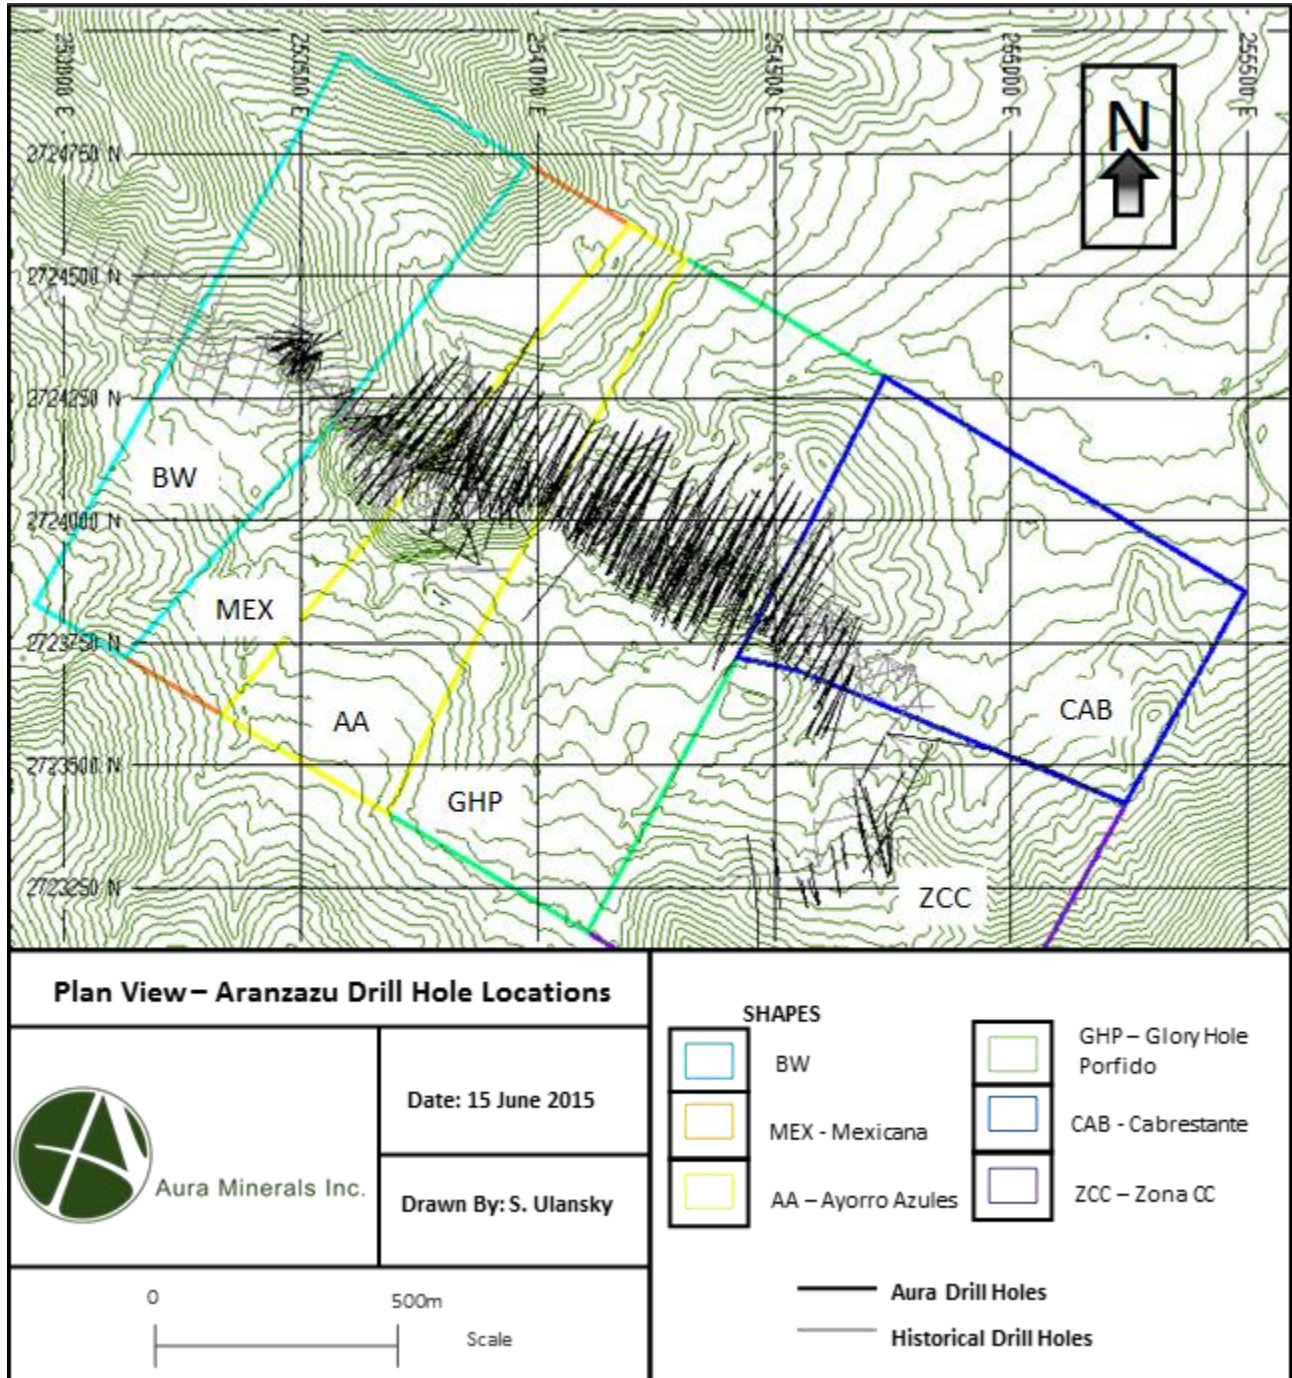 253000 E
253500 E
254000 E
254500 E
255000 E
255500 E
N
2724750 N
2724500 N
2724250 N
2724000 N
2723750 N
2723500 N
2723250 N
BW
MEX
AA
GHP
CAB
ZCC
Plan View – Aranzazu Drill Hole Locations
Aura Minerals Inc.
Date: 15 June 2015
Drawn By: S. Ulansky
0
500m
Scale
SHAPES
BW
MEX - Mexicana
AA – Ayorro Azules
GHP – Glory Hole
Porfido
CAB - Cabrestante
ZCC – Zona CC
Aura Drill Holes
Historical Drill Holes